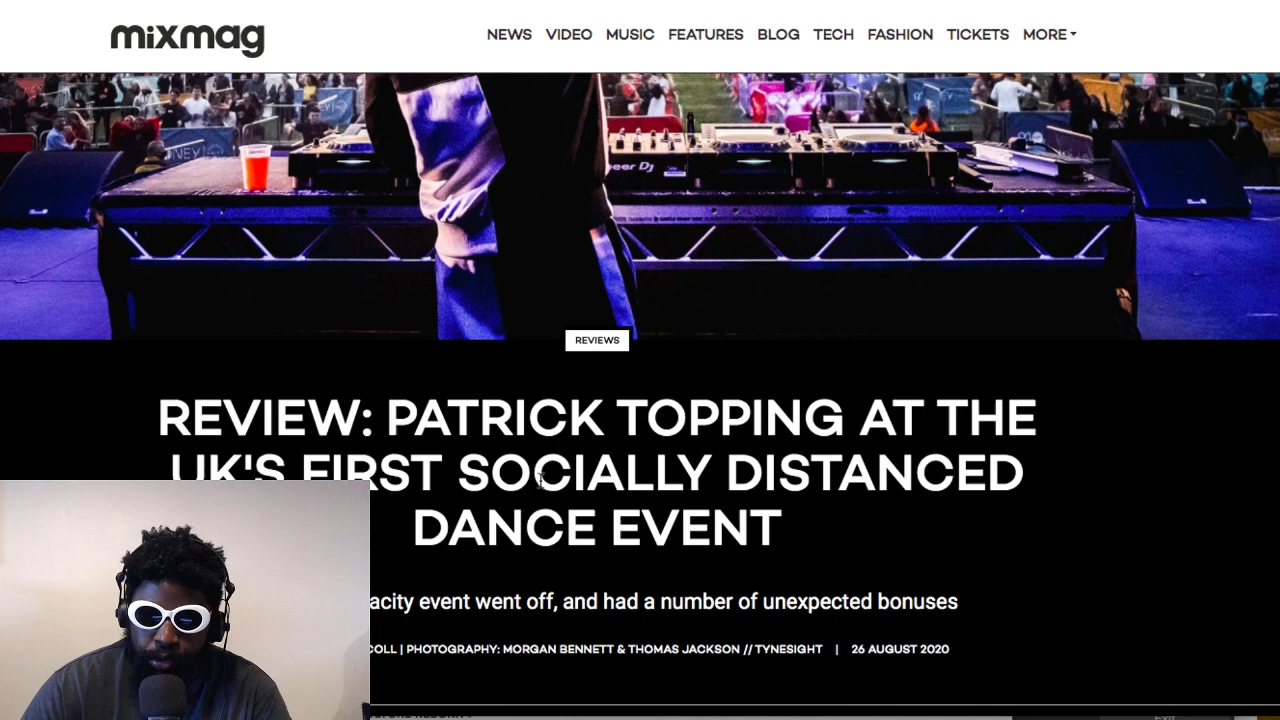 mixmag
NEWS VIDEO MUSIC FEATURES BLOG TECH FASHION TICKETS MORE
DJ
REVIEWS
REVIEW: PATRICK TOPPING AT THE
UK'S FIRST SOCIALLY DISTANCED
DANCE EVENT
acity event went off, and had a number of unexpected bonuses
COLL | PHOTOGRAPHY: MORGAN BENNETT & THOMAS JACKSON // TYNESIGHT | 26 AUGUST 2020